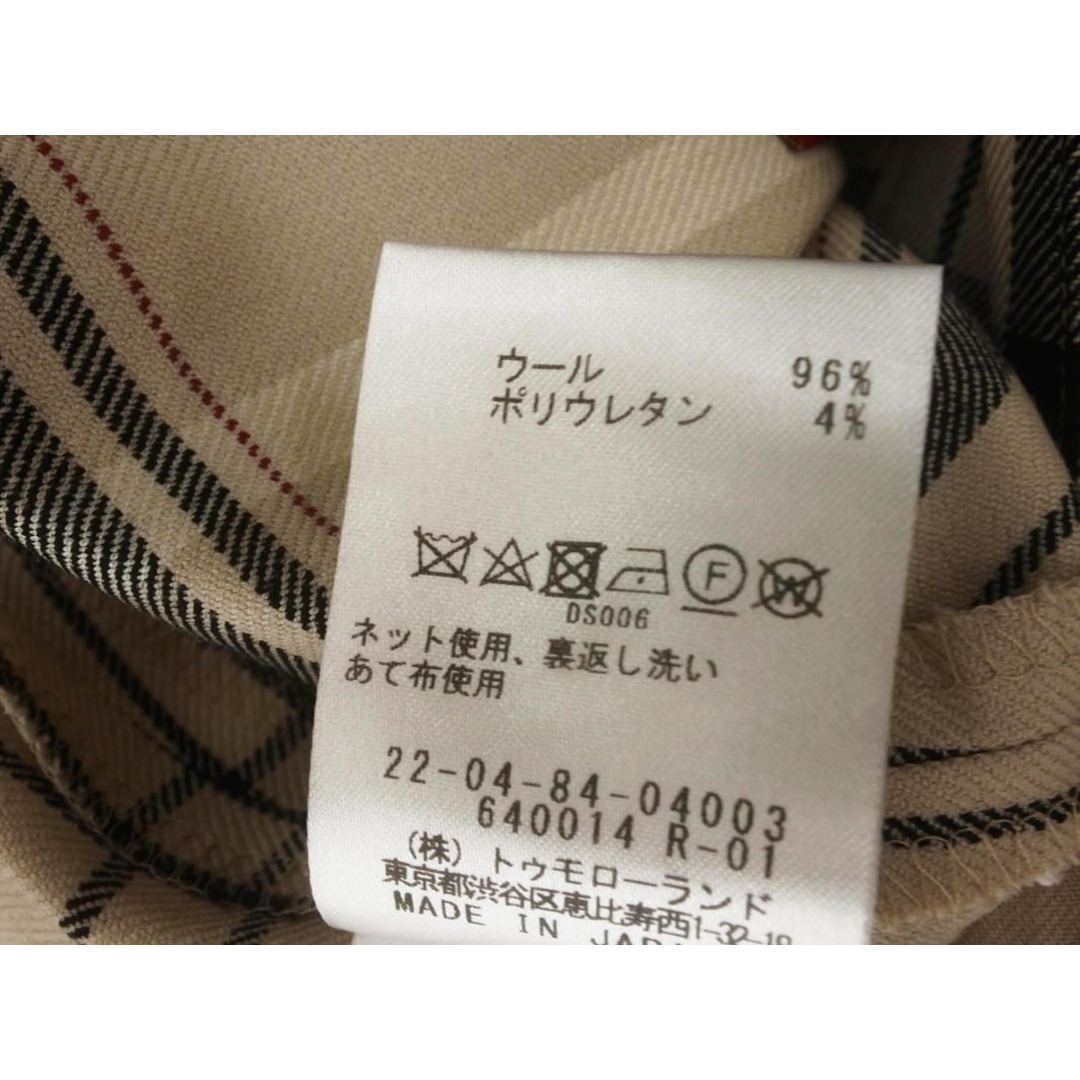 ウール 96%
ポリウレタン 4%
F W
DS006
ネット使用、裏返し洗い
あて布使用
22-04-84-04003
640014 R-01
(株) トゥモローランド
東京都渋谷区恵比寿西1-32-18
MADE IN JAPAN